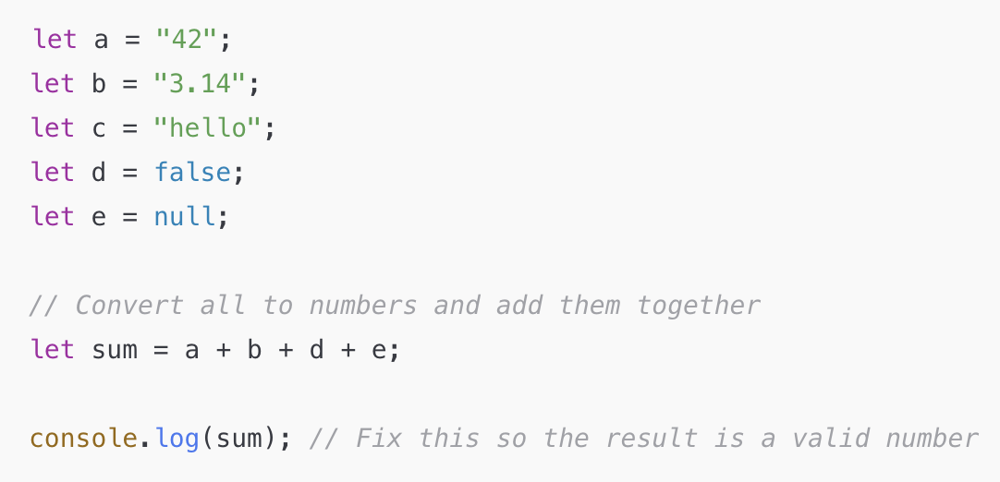 let a = "42";
let b = "3.14";
let c = "hello";
let d = false;
let e = null;
// Convert all to numbers and add them together
let sum = a + b + d + e;
console.log(sum); // Fix this so the result is a valid number